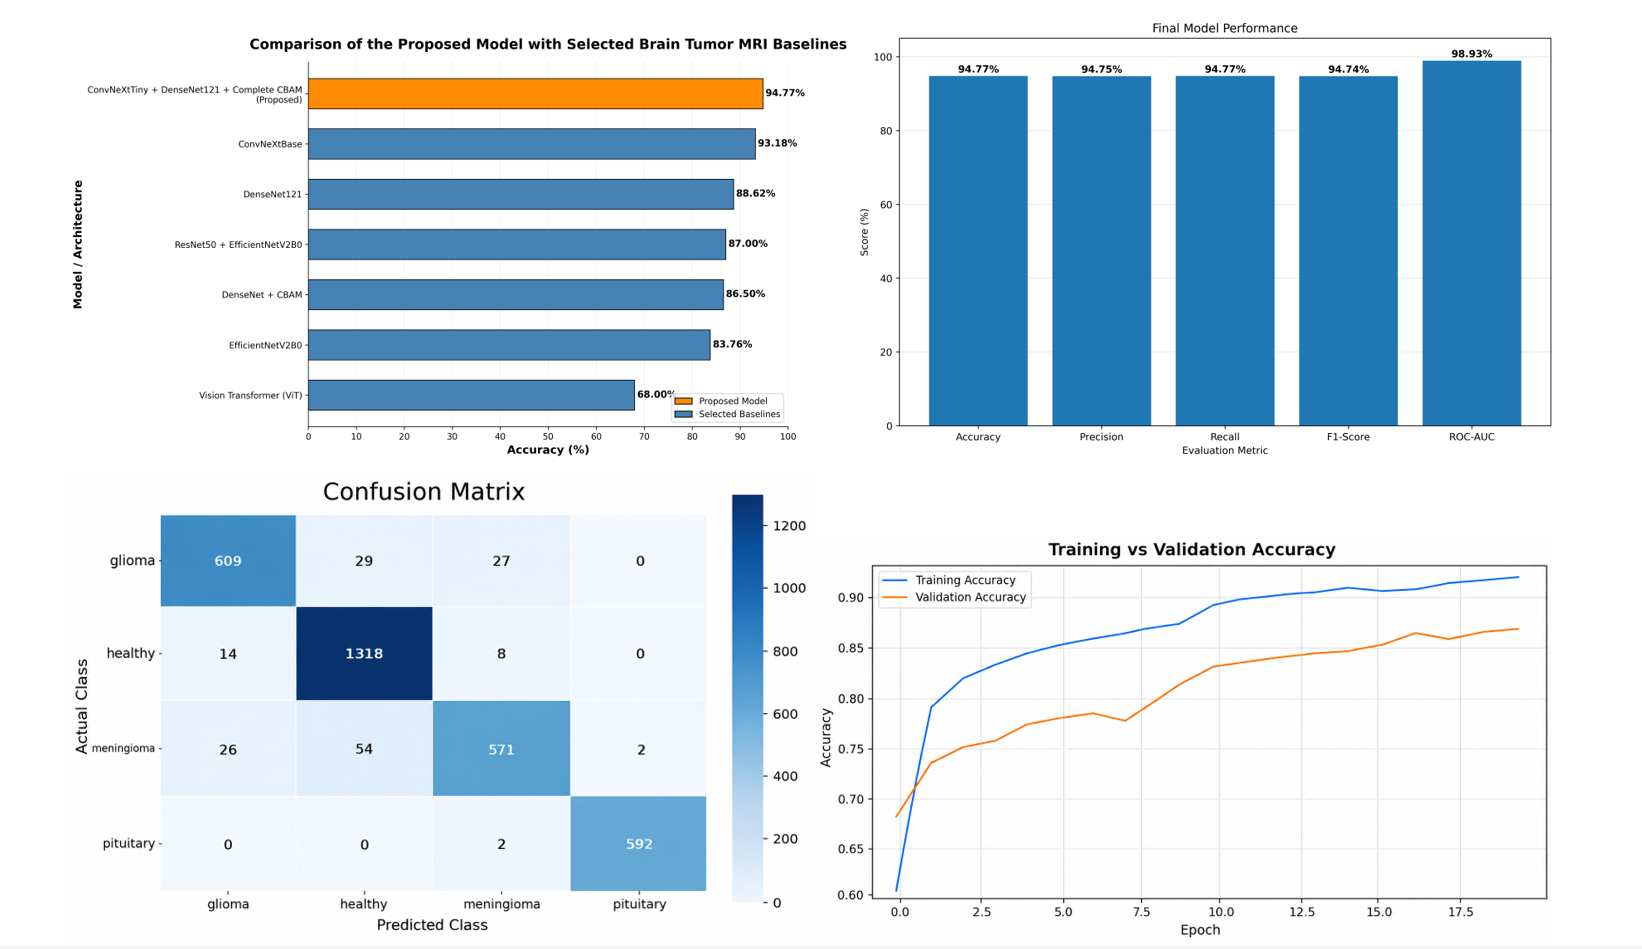 Comparison of the Proposed Model with Selected Brain Tumor MRI Baselines
Model / Architecture
ConvNeXtTiny + DenseNet121 + Complete CBAM
(Proposed)
94.77%
ConvNeXtBase
93.18%
DenseNet121
88.62%
ResNet50 + EfficientNetV2B0
87.00%
DenseNet + CBAM
86.50%
EfficientNetV2B0
83.76%
Vision Transformer (ViT)
68.00%
Proposed Model
Selected Baselines
0 10 20 30 40 50 60 70 80 90 100
Accuracy (%)
Final Model Performance
Score (%)
100
80
60
40
20
0
94.77% 94.75% 94.77% 94.74% 98.93%
Accuracy Precision Recall F1-Score ROC-AUC
Evaluation Metric
Confusion Matrix
Actual Class
glioma 609 29 27 0
healthy 14 1318 8 0
meningioma 26 54 571 2
pituitary 0 0 2 592
glioma healthy meningioma pituitary
Predicted Class
1200
1000
800
600
400
200
0
Training vs Validation Accuracy
Training Accuracy
Validation Accuracy
Accuracy
0.90
0.85
0.80
0.75
0.70
0.65
0.60
0.0 2.5 5.0 7.5 10.0 12.5 15.0 17.5
Epoch